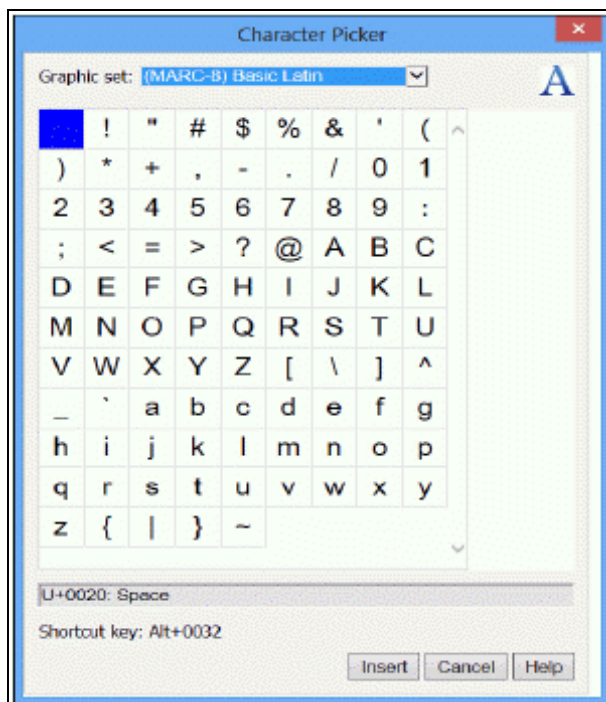 Character Picker
Graphic set: (MARC-8) Basic Latin
A
! " # $ % & ' (
) * + , - . / 0 1
2 3 4 5 6 7 8 9 :
; < = > ? @ A B C
D E F G H I J K L
M N O P Q R S T U
V W X Y Z [ \ ] ^
_ ` a b c d e f g
h i j k l m n o p
q r s t u v w x y
z { | } ~
U+0020: Space
Shortcut key: Alt+0032
Insert Cancel Help